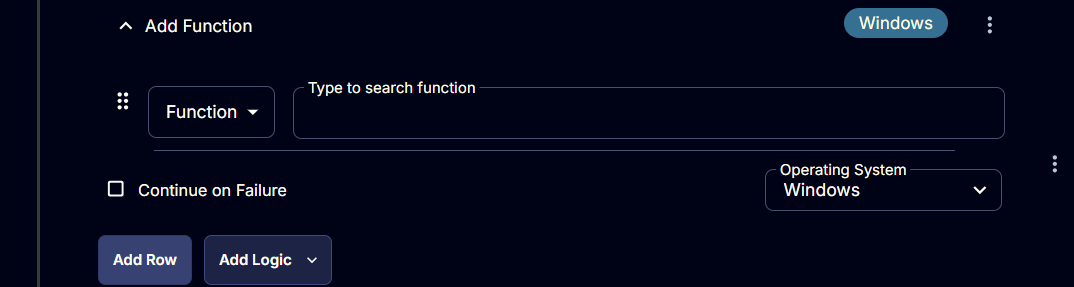 Add Function
Windows
Type to search function
Function
Operating System
Continue on Failure
Windows
Add Row
Add Logic